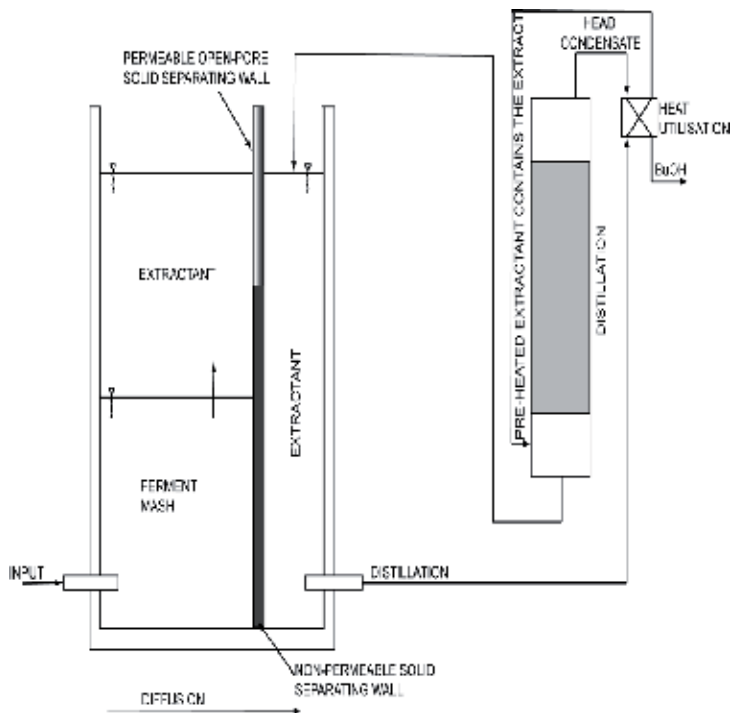 PERMEABLE OPEN-PORE
SOLID SEPARATING WALL
HEAD
CONDENSATE
PRE-HEATED EXTRACTANT CONTAINS THE EXTRACT
HEAT
UTILISATION
BuOH
DISTILLATION
EXTRACTANT
EXTRACTANT
FERMENT
MASH
INPUT
DISTILLATION
NON-PERMEABLE SOLID
SEPARATING WALL
DIFFUSION